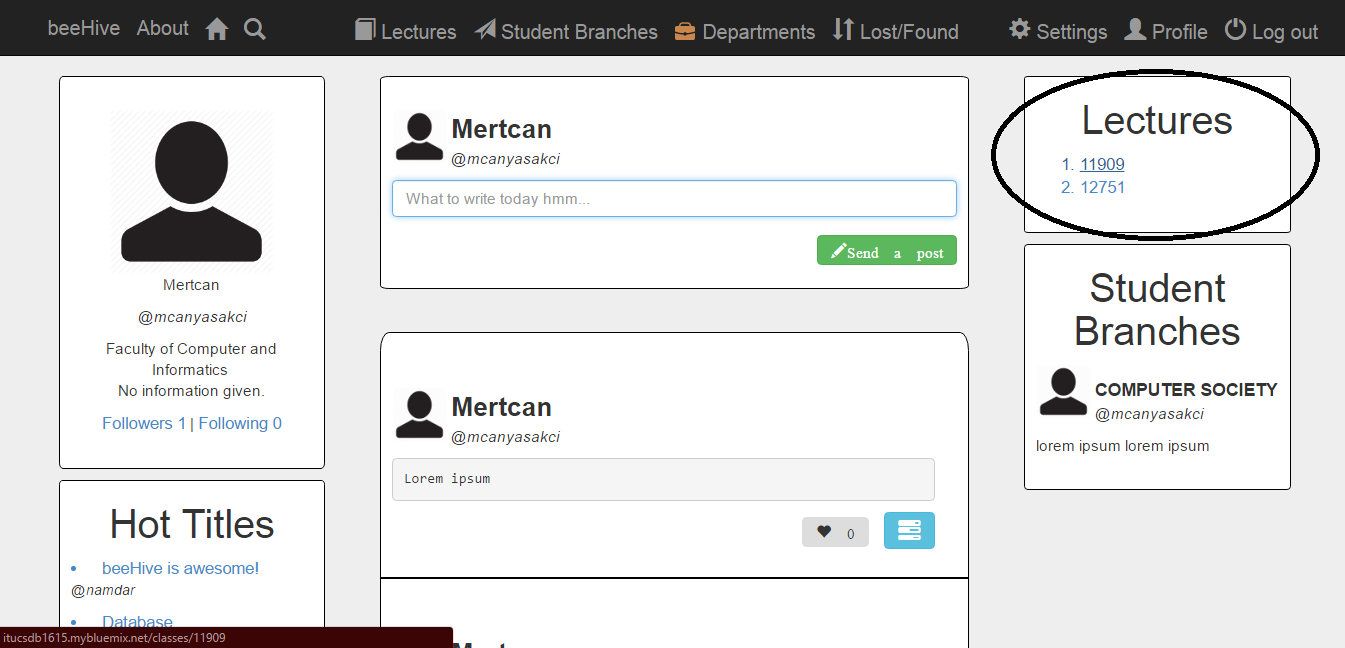 beeHive About Lectures Student Branches Departments Lost/Found Settings Profile Log out
Mertcan
@mcanyasakci
Faculty of Computer and
Informatics
No information given.
Followers 1 | Following 0
Hot Titles
• beeHive is awesome!
@namdar
• Database
Mertcan
@mcanyasakci
What to write today hmm...
Send a post
Mertcan
@mcanyasakci
Lorem ipsum
0
Lectures
1. 11909
2. 12751
Student
Branches
COMPUTER SOCIETY
@mcanyasakci
lorem ipsum lorem ipsum
itucsdb1615.mybluemix.net/classes/11909